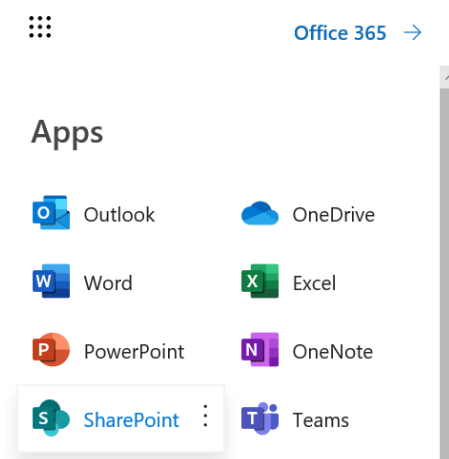 Office 365
Apps
Outlook
OneDrive
Word
Excel
PowerPoint
OneNote
SharePoint
Teams